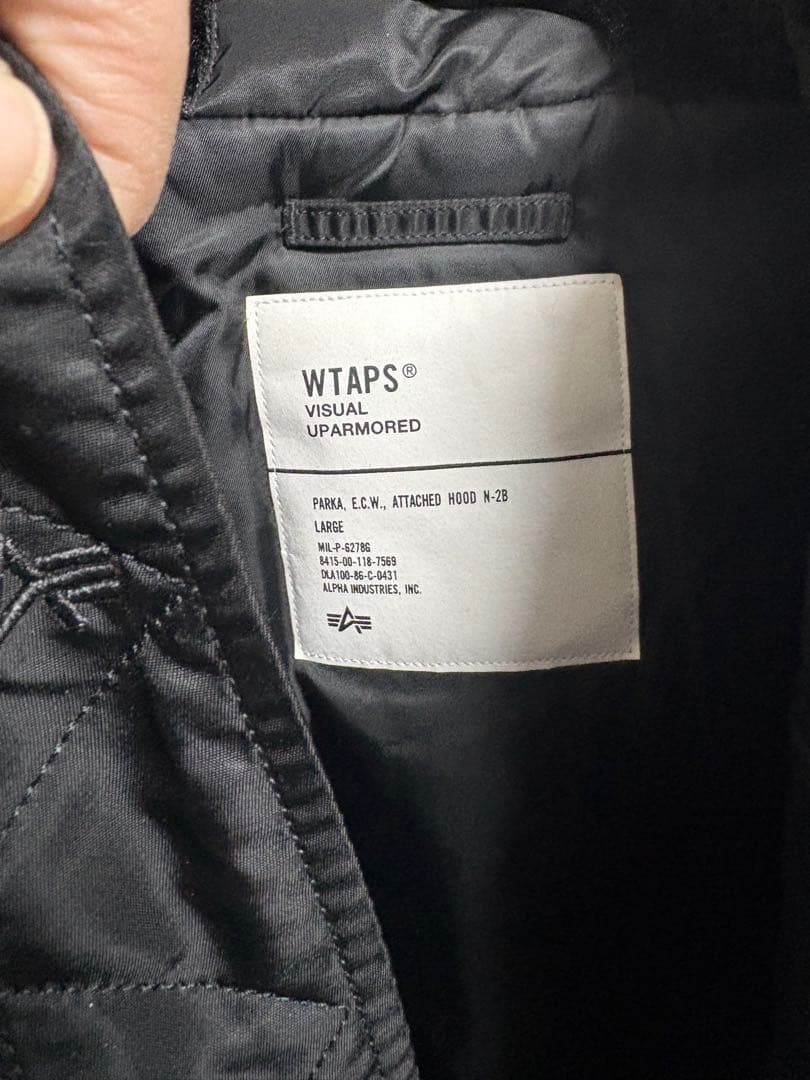 WTAPS®
VISUAL
UPARMORED
PARKA, E.C.W., ATTACHED HOOD N-2B
LARGE
MIL-P-6278G
8415-00-118-7569
DLA100-86-C-0431
ALPHA INDUSTRIES, INC.